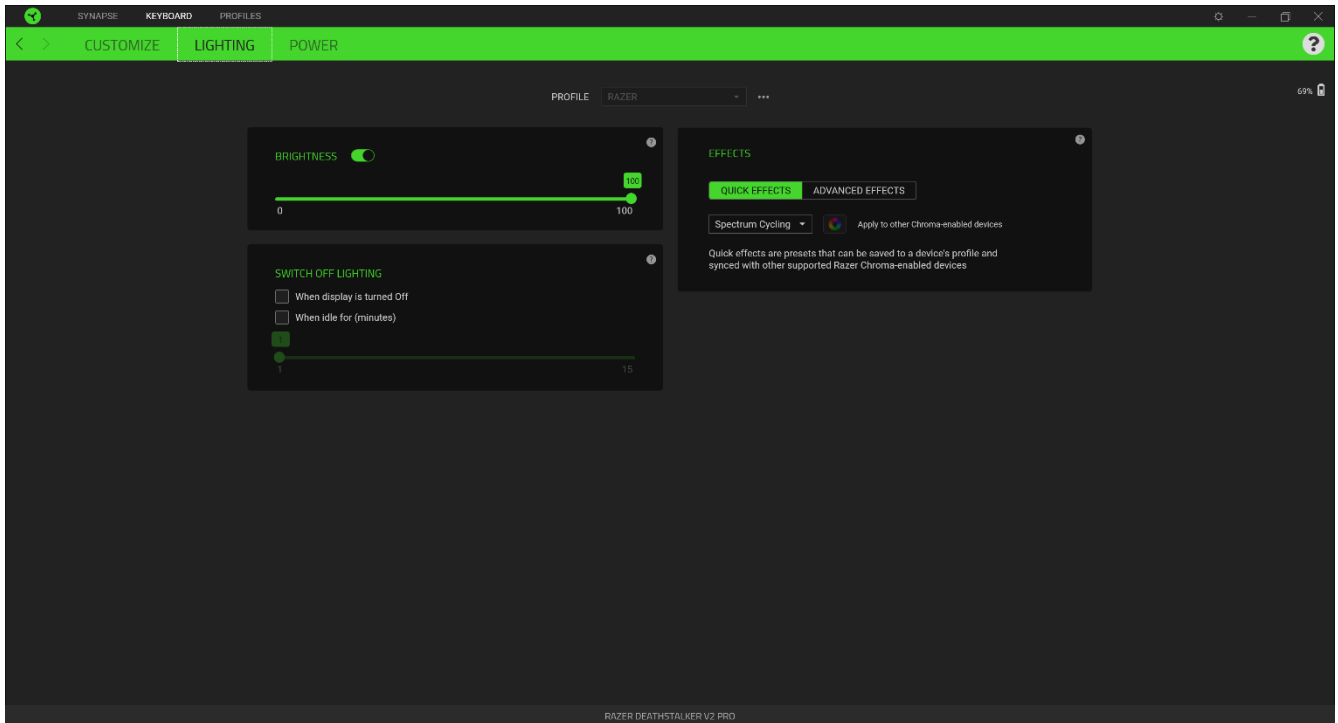 SYNAPSE KEYBOARD PROFILES
CUSTOMIZE LIGHTING POWER ?
PROFILE RAZER
69%
BRIGHTNESS
100
0 100
SWITCH OFF LIGHTING
When display is turned Off
When idle for (minutes)
1
1 15
EFFECTS
QUICK EFFECTS ADVANCED EFFECTS
Spectrum Cycling Apply to other Chroma-enabled devices
Quick effects are presets that can be saved to a device's profile and
synced with other supported Razer Chroma-enabled devices
RAZER DEATHSTALKER V2 PRO